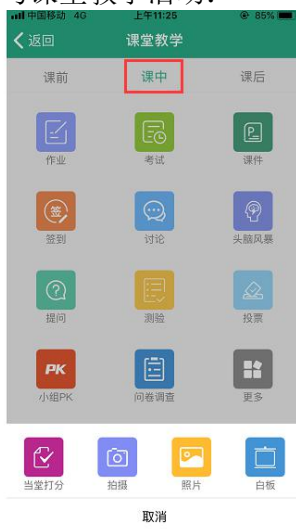 中国移动 4G 上午11:25 85%
返回 课堂教学
课前 课中 课后
作业 考试 课件
签
签到 讨论 头脑风暴
提问 测验 投票
PK
小组PK 问卷调查 更多
当堂打分 拍摄 照片 白板
取消